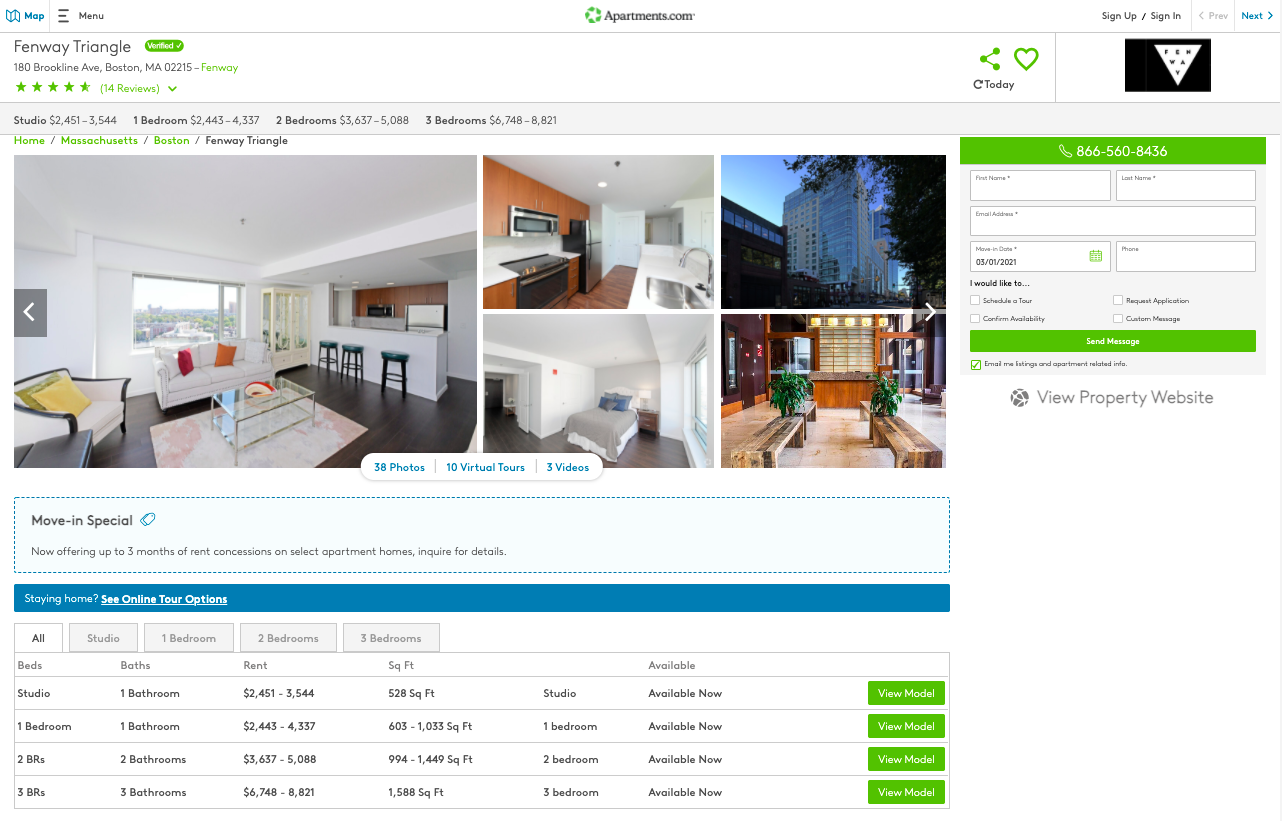 Map
Menu
Apartments.com
Sign Up / Sign In
Prev
Next
Fenway Triangle
Verified
180 Brookline Ave, Boston, MA 02215 – Fenway
(14 Reviews)
Today
FEN
WA
Y
Studio $2,451 – 3,544 1 Bedroom $2,443 – 4,337 2 Bedrooms $3,637 – 5,088 3 Bedrooms $6,748 – 8,821
Home / Massachusetts / Boston / Fenway Triangle
866-560-8436
First Name *
Last Name *
Email Address *
Move-in Date *
Phone
03/01/2021
I would like to...
Schedule a Tour
Request Application
Confirm Availability
Custom Message
Send Message
Email me listings and apartment related info.
View Property Website
38 Photos
10 Virtual Tours
3 Videos
Move-in Special
Now offering up to 3 months of rent concessions on select apartment homes, inquire for details.
Staying home? See Online Tour Options
All
Studio
1 Bedroom
2 Bedrooms
3 Bedrooms
Beds Baths Rent Sq Ft Available
Studio 1 Bathroom $2,451 - 3,544 528 Sq Ft Studio Available Now View Model
1 Bedroom 1 Bathroom $2,443 - 4,337 603 - 1,033 Sq Ft 1 bedroom Available Now View Model
2 BRs 2 Bathrooms $3,637 - 5,088 994 - 1,449 Sq Ft 2 bedroom Available Now View Model
3 BRs 3 Bathrooms $6,748 - 8,821 1,588 Sq Ft 3 bedroom Available Now View Model